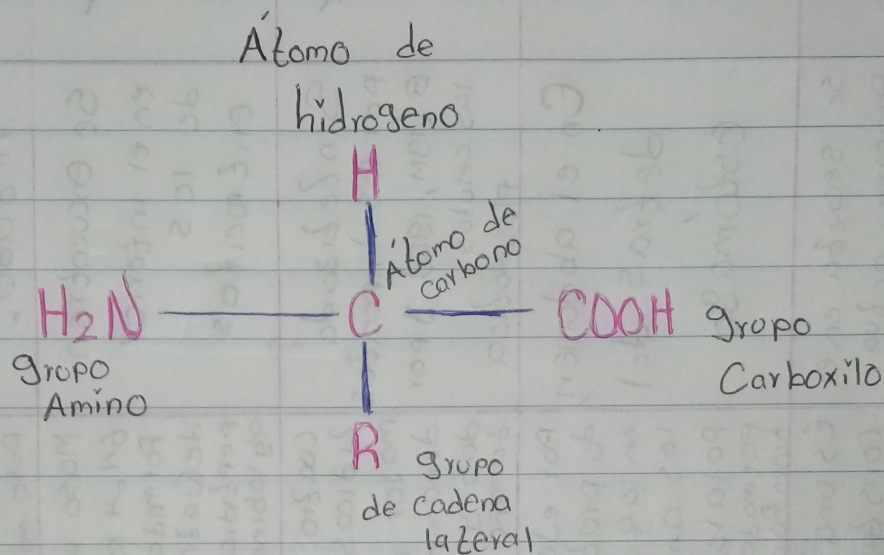 Átomo de
hidrogeno
H
Átomo de
carbono
H₂N — C — COOH grupo
Carboxilo
grupo
Amino
R grupo
de cadena
lateral